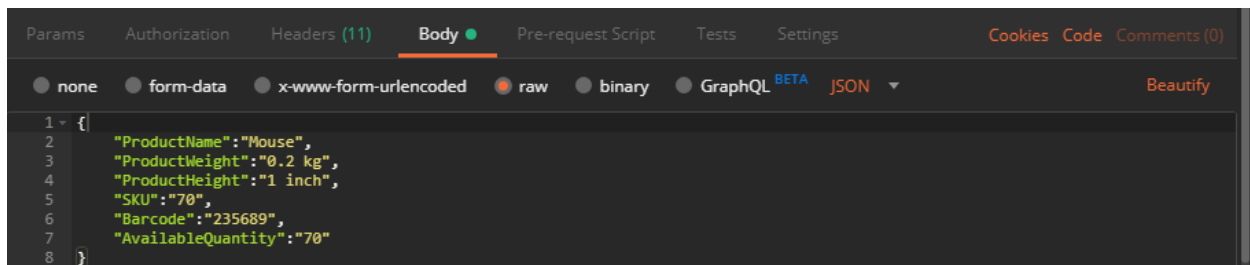 Params Authorization Headers (11) Body Pre-request Script Tests Settings Cookies Code Comments (0)
none form-data x-www-form-urlencoded raw binary GraphQL BETA JSON Beautify
1 {
2 "ProductName":"Mouse",
3 "ProductWeight":"0.2 kg",
4 "ProductHeight":"1 inch",
5 "SKU":"70",
6 "Barcode":"235689",
7 "AvailableQuantity":"70"
8 }